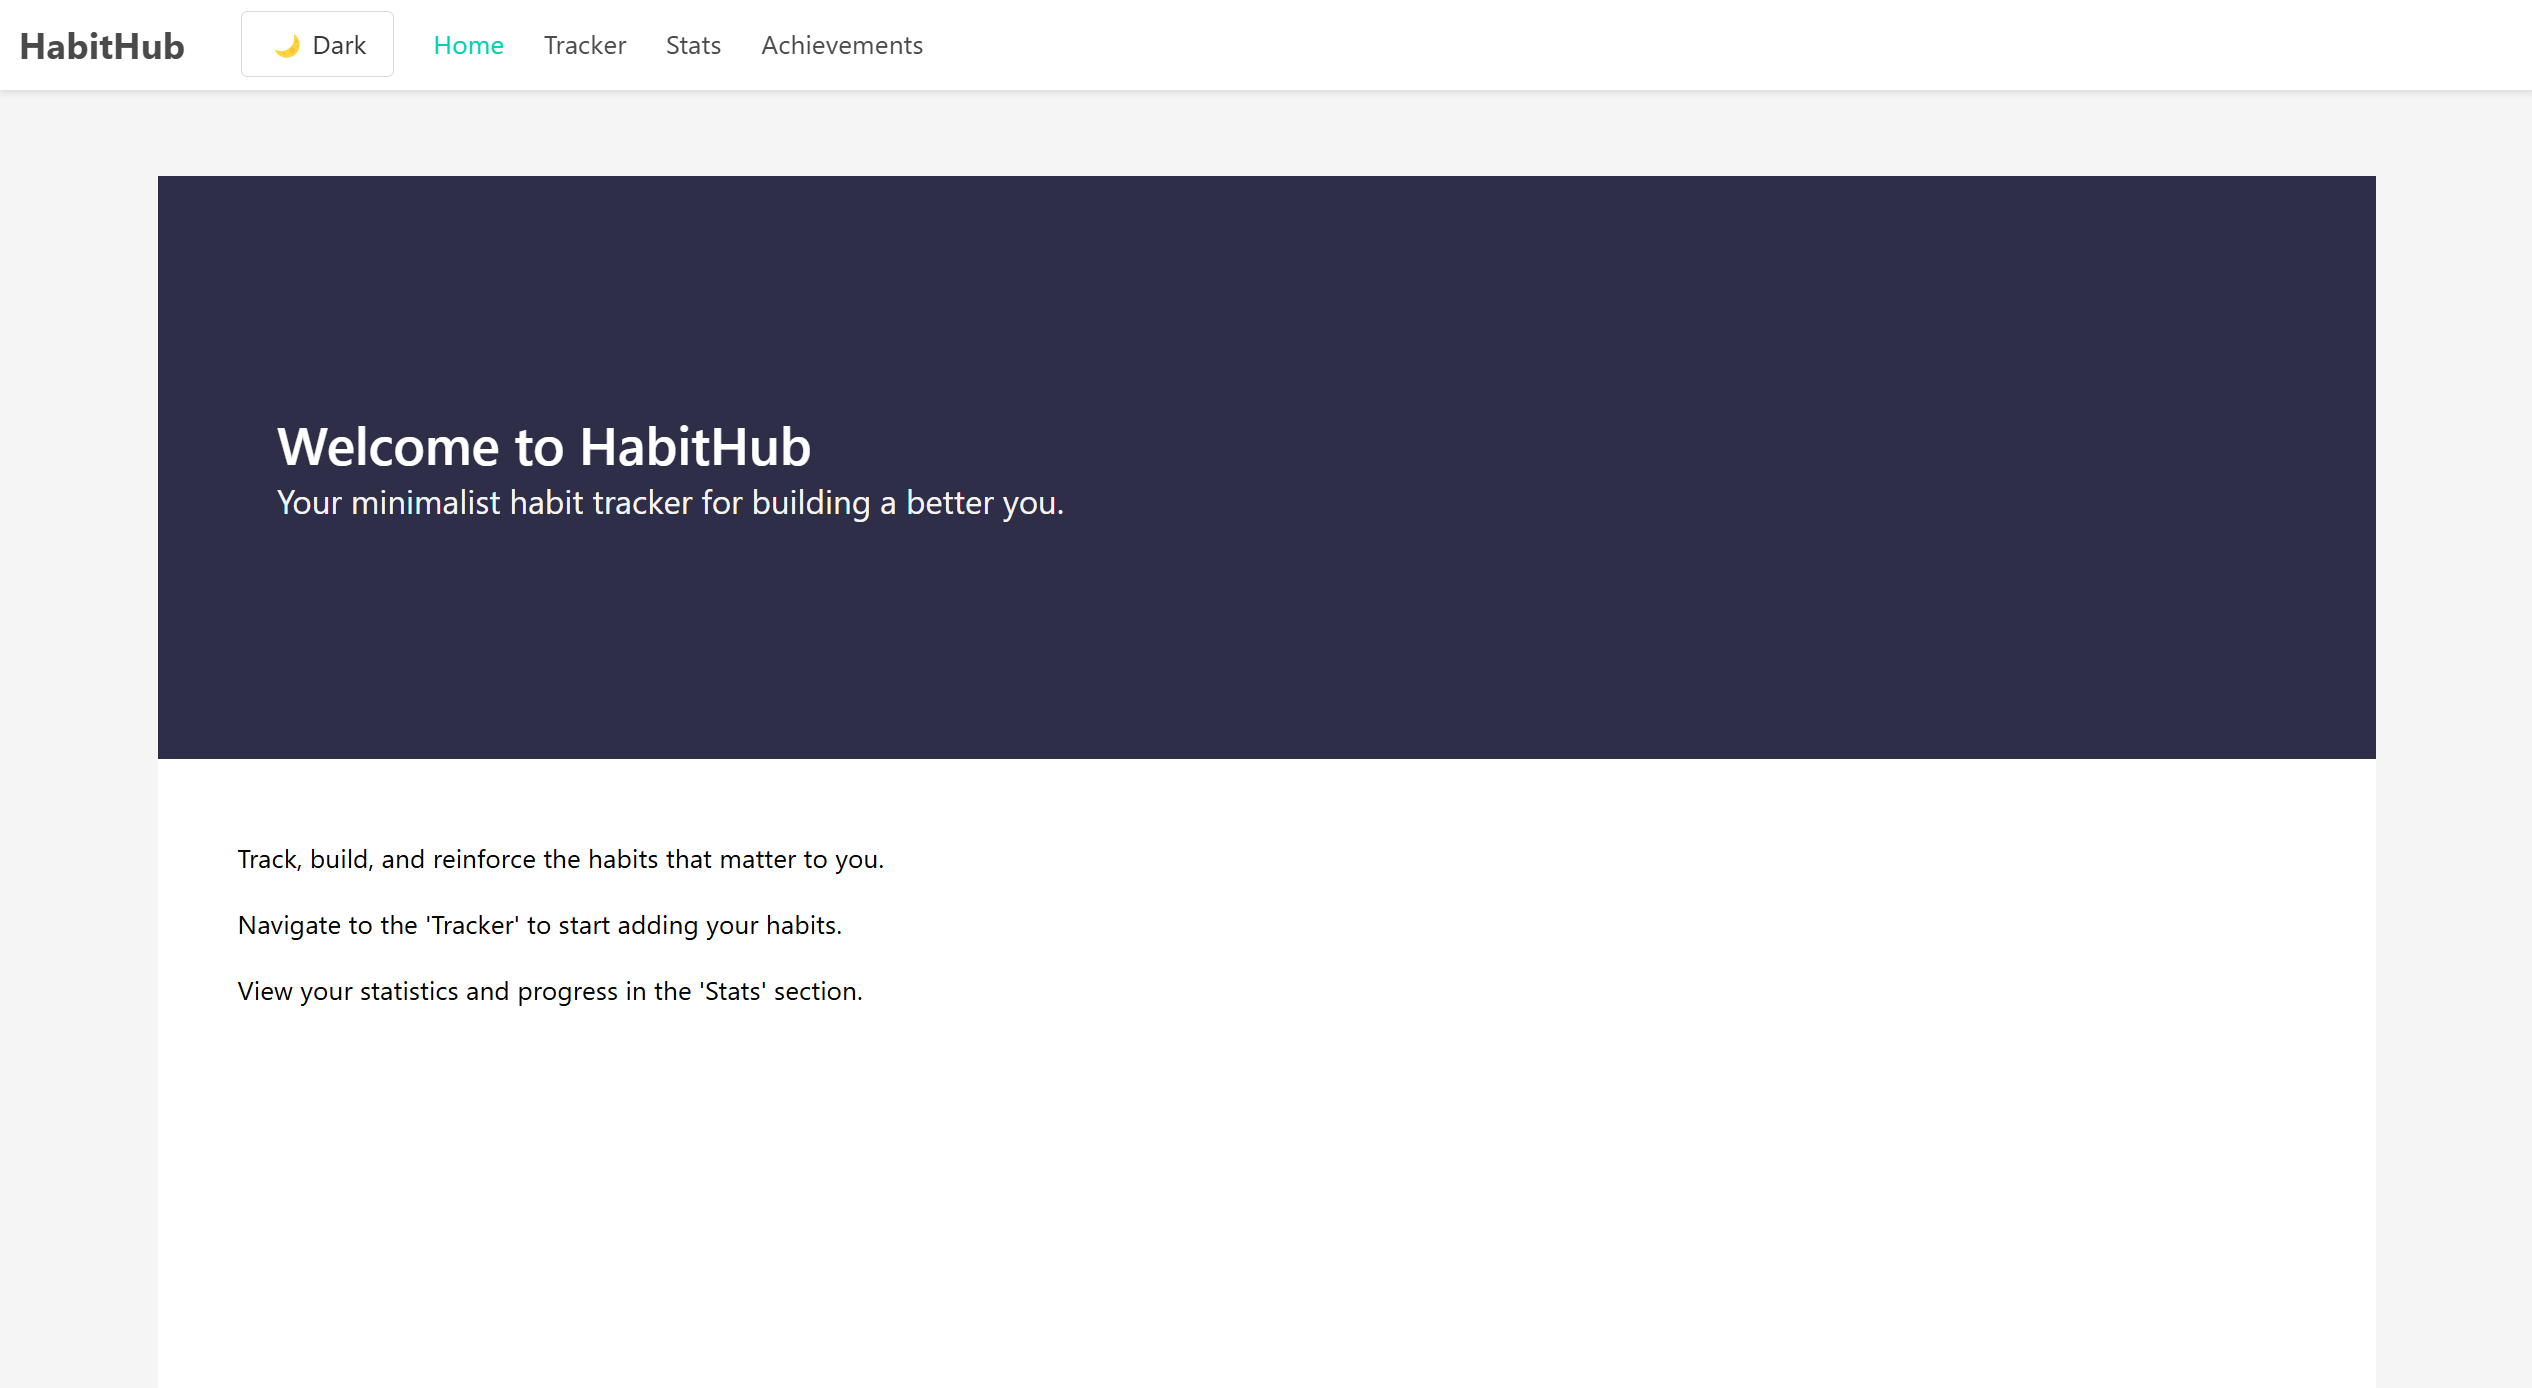 HabitHub
🌙 Dark
Home
Tracker
Stats
Achievements
Welcome to HabitHub
Your minimalist habit tracker for building a better you.
Track, build, and reinforce the habits that matter to you.
Navigate to the 'Tracker' to start adding your habits.
View your statistics and progress in the 'Stats' section.